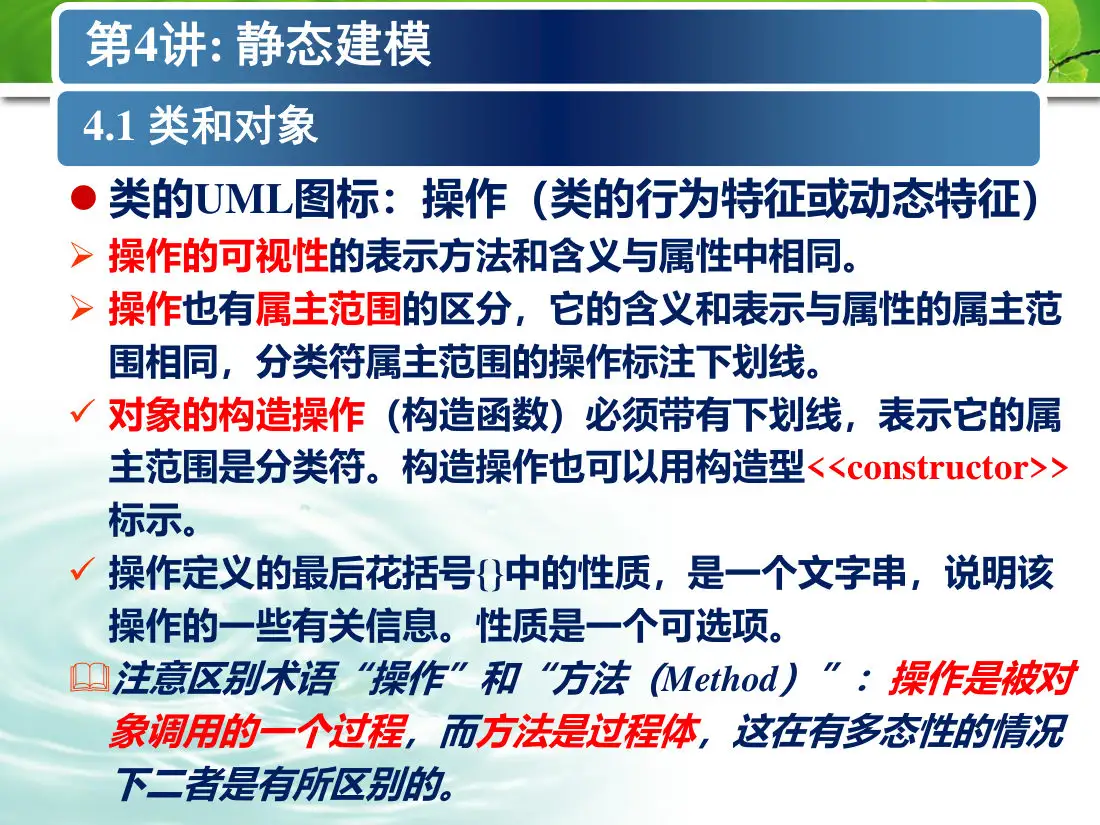 第4讲: 静态建模
4.1 类和对象
类的UML图标：操作（类的行为特征或动态特征）
操作的可视性的表示方法和含义与属性中相同。
操作也有属主范围的区分，它的含义和表示与属性的属主范
围相同，分类符属主范围的操作标注下划线。
对象的构造操作（构造函数）必须带有下划线，表示它的属
主范围是分类符。构造操作也可以用构造型<<constructor>>
标示。
操作定义的最后花括号{}中的性质，是一个文字串，说明该
操作的一些有关信息。性质是一个可选项。
注意区别术语“操作”和“方法（Method）”：操作是被对
象调用的一个过程，而方法是过程体，这在有多态性的情况
下二者是有所区别的。